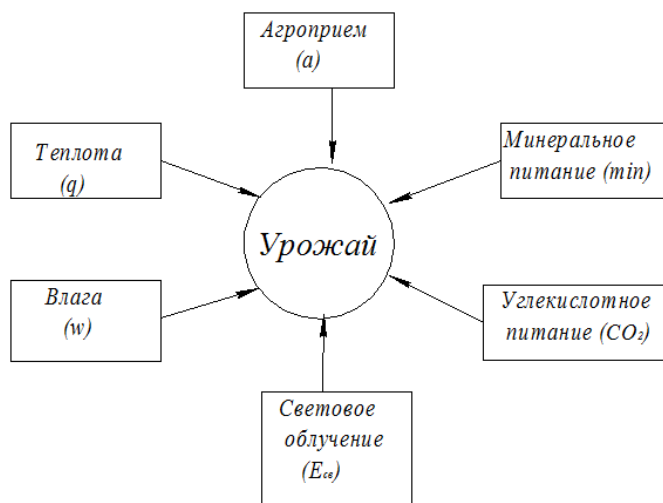 Агроприем
(a)
Теплота
(q)
Минеральное
питание (min)
Урожай
Влага
(w)
Углекислотное
питание (CO₂)
Световое
облучение
(Eсв)